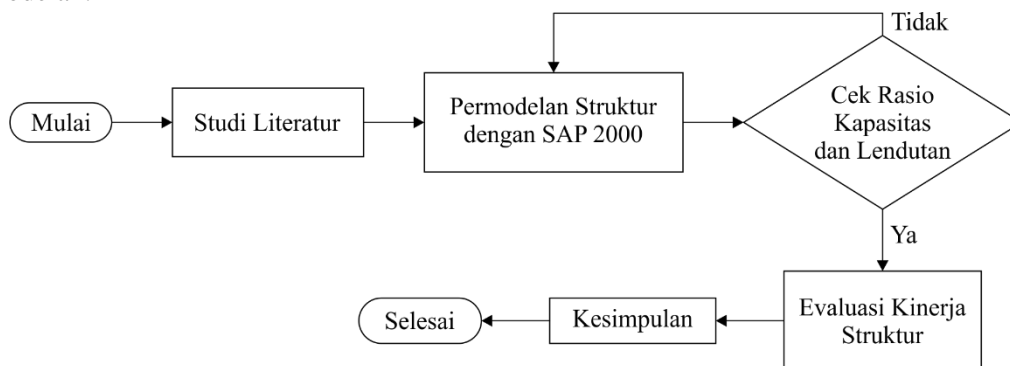 Tidak
Mulai
Studi Literatur
Permodelan Struktur
dengan SAP 2000
Cek Rasio
Kapasitas
dan Lendutan
Ya
Evaluasi Kinerja
Struktur
Kesimpulan
Selesai